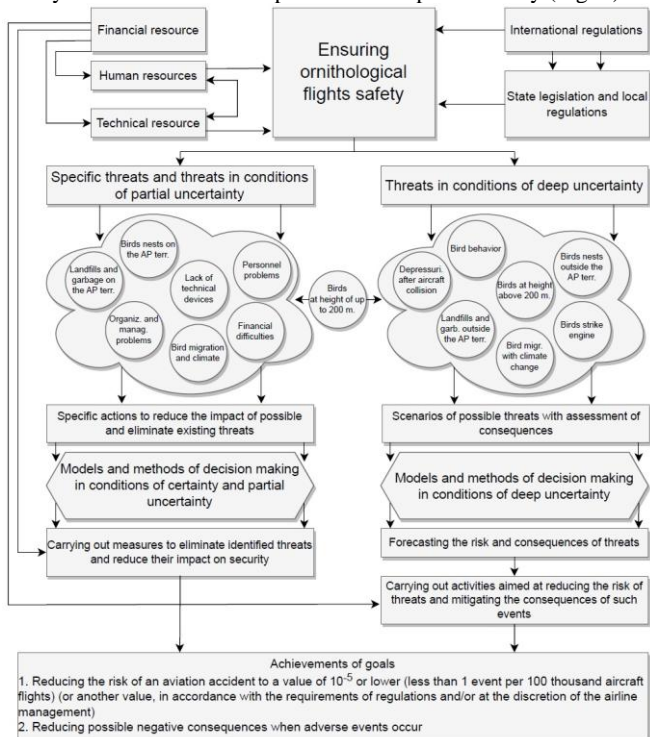 Financial resource
Human resources
Technical resource
Ensuring
ornithological
flights safety
International regulations
State legislation and local
regulations
Specific threats and threats in conditions
of partial uncertainty
Threats in conditions of deep uncertainty
Birds nests on
the AP terr.
Landfills and
garbage on
the AP terr.
Lack of
technical
devices
Personnel
problems
Organiz. and
manag.
problems
Bird migration
and climate
Financial
difficulties
Birds
at height of up
to 200 m.
Bird behavior
Depressuri.
after aircraft
collision
Birds at height
above 200 m.
Birds nests
outside the
AP terr.
Landfills and
garb. outside
the AP terr.
Bird migr.
with climate
change
Birds strike
engine
Specific actions to reduce the impact of possible
and eliminate existing threats
Scenarios of possible threats with assessment of
consequences
Models and methods of decision making
in conditions of certainty and partial
uncertainty
Models and methods of decision making
in conditions of deep uncertainty
Carrying out measures to eliminate identified threats
and reduce their impact on security
Forecasting the risk and consequences of threats
Carrying out activities aimed at reducing the risk of
threats and mitigating the consequences of such
events
Achievements of goals
1. Reducing the risk of an aviation accident to a value of 10⁻⁵ or lower (less than 1 event per 100 thousand aircraft
flights) (or another value, in accordance with the requirements of regulations and/or at the discretion of the airline
management)
2. Reducing possible negative consequences when adverse events occur